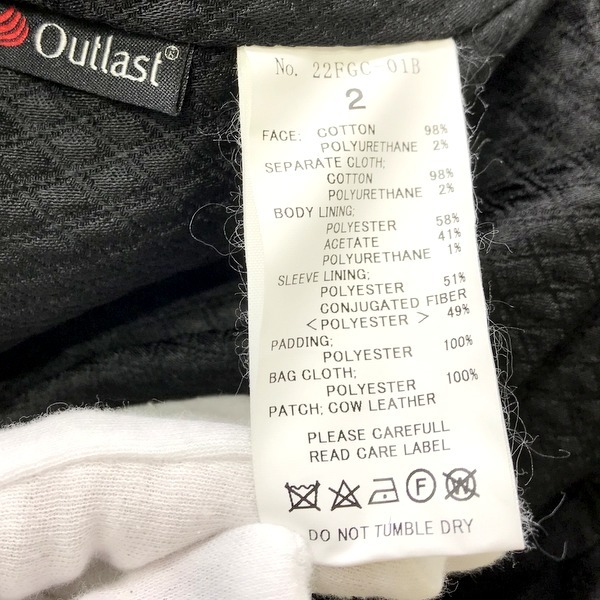 Outlast®
No. 22FGC-01B
2
FACE; COTTON 98%
POLYURETHANE 2%
SEPARATE CLOTH;
COTTON 98%
POLYURETHANE 2%
BODY LINING;
POLYESTER 58%
ACETATE 41%
POLYURETHANE 1%
SLEEVE LINING;
POLYESTER 51%
CONJUGATED FIBER
<POLYESTER > 49%
PADDING;
POLYESTER 100%
BAG CLOTH;
POLYESTER 100%
PATCH; COW LEATHER
PLEASE CAREFULL
READ CARE LABEL
F W
DO NOT TUMBLE DRY